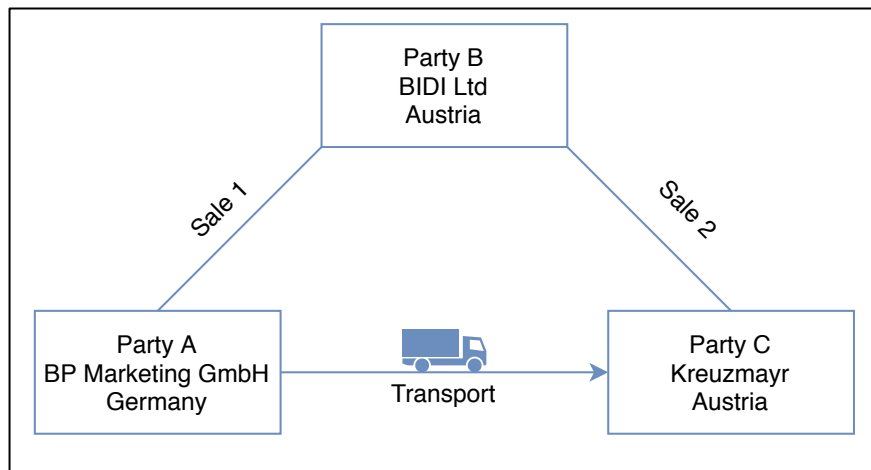 Party B
BIDI Ltd
Austria
Sale 1
Sale 2
Party A
BP Marketing GmbH
Germany
Transport
Party C
Kreuzmayr
Austria